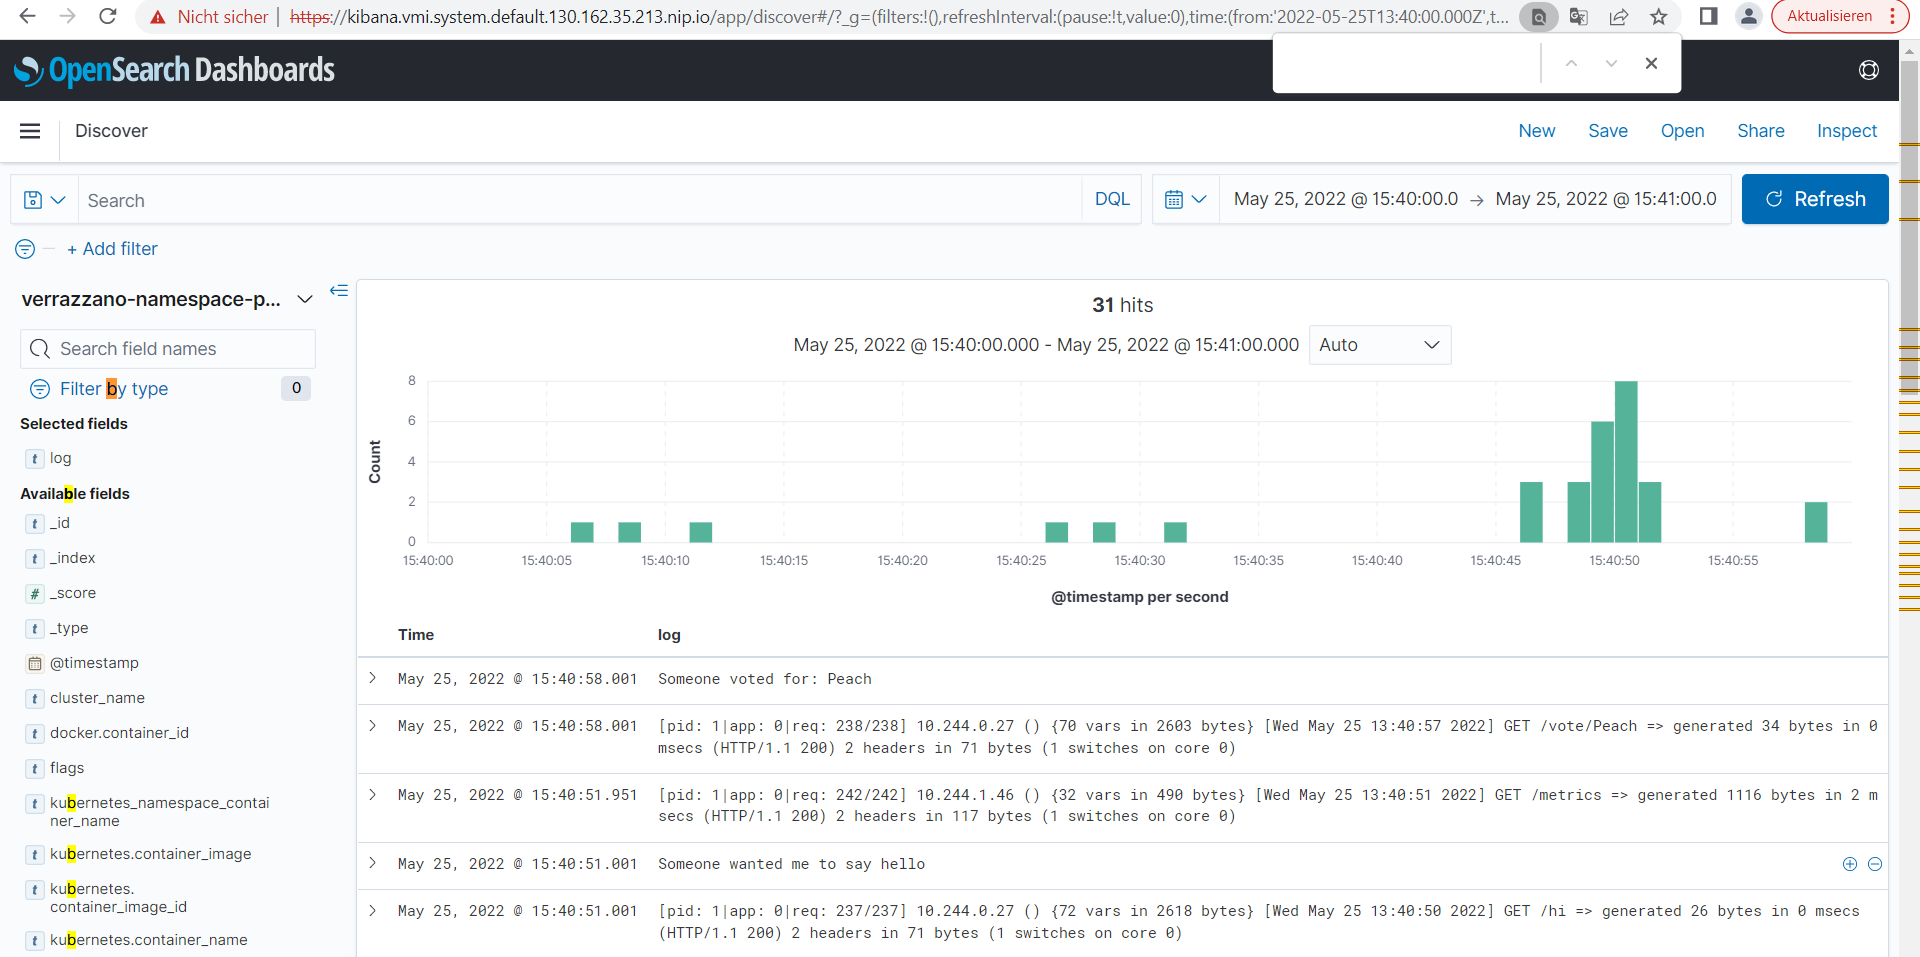 Nicht sicher | https://kibana.vmi.system.default.130.162.35.213.nip.io/app/discover#/?_g=(filters:!(),refreshInterval:(pause:!t,value:0),time:(from:'2022-05-25T13:40:00.000Z',t...
Aktualisieren
OpenSearch Dashboards
Discover
New Save Open Share Inspect
Search DQL May 25, 2022 @ 15:40:00.0 → May 25, 2022 @ 15:41:00.0 Refresh
+ Add filter
verrazzano-namespace-p...
Search field names
Filter by type 0
Selected fields
t log
Available fields
t _id
t _index
# _score
t _type
@timestamp
t cluster_name
t docker.container_id
t flags
t kubernetes_namespace_contai
ner_name
t kubernetes.container_image
t kubernetes.
container_image_id
t kubernetes.container_name
31 hits
May 25, 2022 @ 15:40:00.000 - May 25, 2022 @ 15:41:00.000 Auto
Count
8
6
4
2
0
15:40:00 15:40:05 15:40:10 15:40:15 15:40:20 15:40:25 15:40:30 15:40:35 15:40:40 15:40:45 15:40:50 15:40:55
@timestamp per second
Time log
May 25, 2022 @ 15:40:58.001 Someone voted for: Peach
May 25, 2022 @ 15:40:58.001 [pid: 1|app: 0|req: 238/238] 10.244.0.27 () {70 vars in 2603 bytes} [Wed May 25 13:40:57 2022] GET /vote/Peach => generated 34 bytes in 0
msecs (HTTP/1.1 200) 2 headers in 71 bytes (1 switches on core 0)
May 25, 2022 @ 15:40:51.951 [pid: 1|app: 0|req: 242/242] 10.244.1.46 () {32 vars in 490 bytes} [Wed May 25 13:40:51 2022] GET /metrics => generated 1116 bytes in 2 m
secs (HTTP/1.1 200) 2 headers in 117 bytes (1 switches on core 0)
May 25, 2022 @ 15:40:51.001 Someone wanted me to say hello
May 25, 2022 @ 15:40:51.001 [pid: 1|app: 0|req: 237/237] 10.244.0.27 () {72 vars in 2618 bytes} [Wed May 25 13:40:50 2022] GET /hi => generated 26 bytes in 0 msecs
(HTTP/1.1 200) 2 headers in 71 bytes (1 switches on core 0)